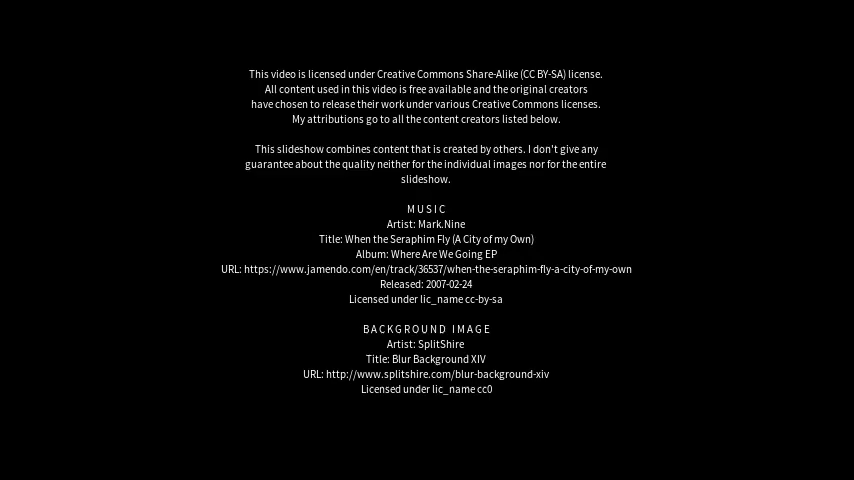 This video is licensed under Creative Commons Share-Alike (CC BY-SA) license.
All content used in this video is free available and the original creators
have chosen to release their work under various Creative Commons licenses.
My attributions go to all the content creators listed below.
This slideshow combines content that is created by others. I don't give any
guarantee about the quality neither for the individual images nor for the entire
slideshow.
MUSIC
Artist: Mark.Nine
Title: When the Seraphim Fly (A City of my Own)
Album: Where Are We Going EP
URL: https://www.jamendo.com/en/track/36537/when-the-seraphim-fly-a-city-of-my-own
Released: 2007-02-24
Licensed under lic_name cc-by-sa
BACKGROUND IMAGE
Artist: SplitShire
Title: Blur Background XIV
URL: http://www.splitshire.com/blur-background-xiv
Licensed under lic_name cc0